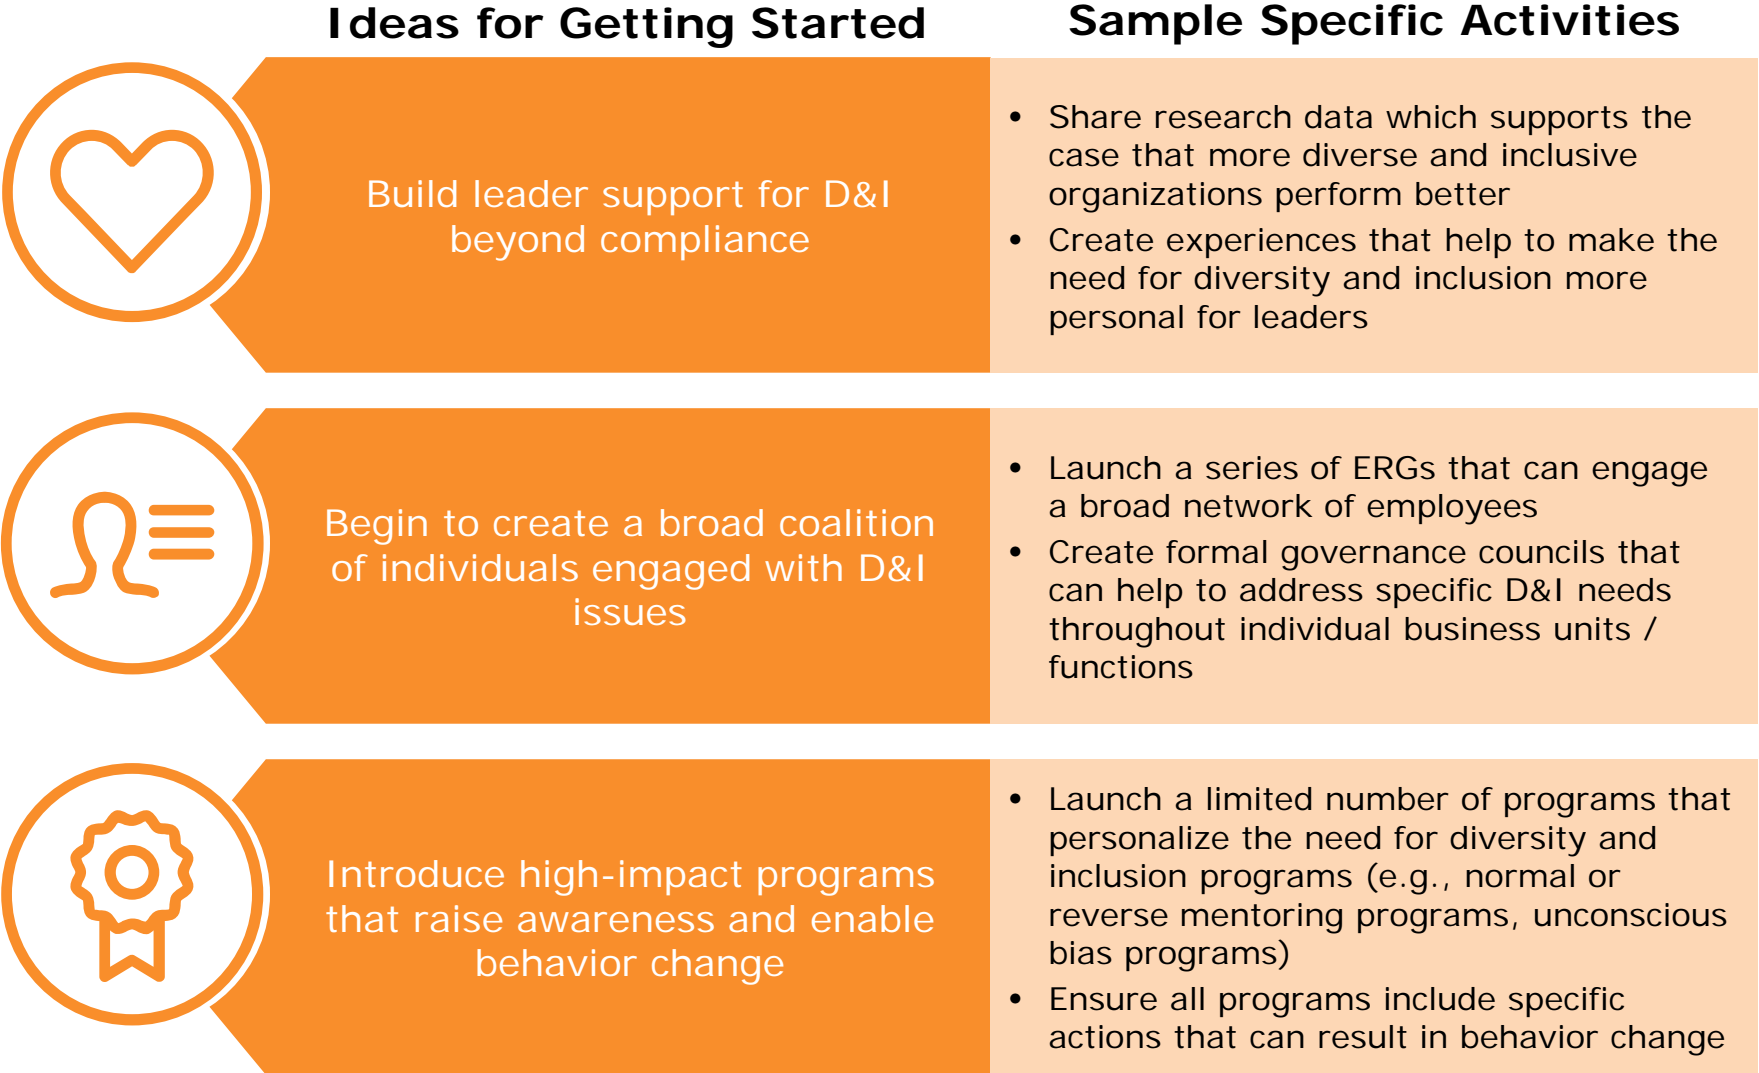 Ideas for Getting Started
Sample Specific Activities
Build leader support for D&I
beyond compliance
• Share research data which supports the
case that more diverse and inclusive
organizations perform better
• Create experiences that help to make the
need for diversity and inclusion more
personal for leaders
Begin to create a broad coalition
of individuals engaged with D&I
issues
• Launch a series of ERGs that can engage
a broad network of employees
• Create formal governance councils that
can help to address specific D&I needs
throughout individual business units /
functions
Introduce high-impact programs
that raise awareness and enable
behavior change
• Launch a limited number of programs that
personalize the need for diversity and
inclusion programs (e.g., normal or
reverse mentoring programs, unconscious
bias programs)
• Ensure all programs include specific
actions that can result in behavior change